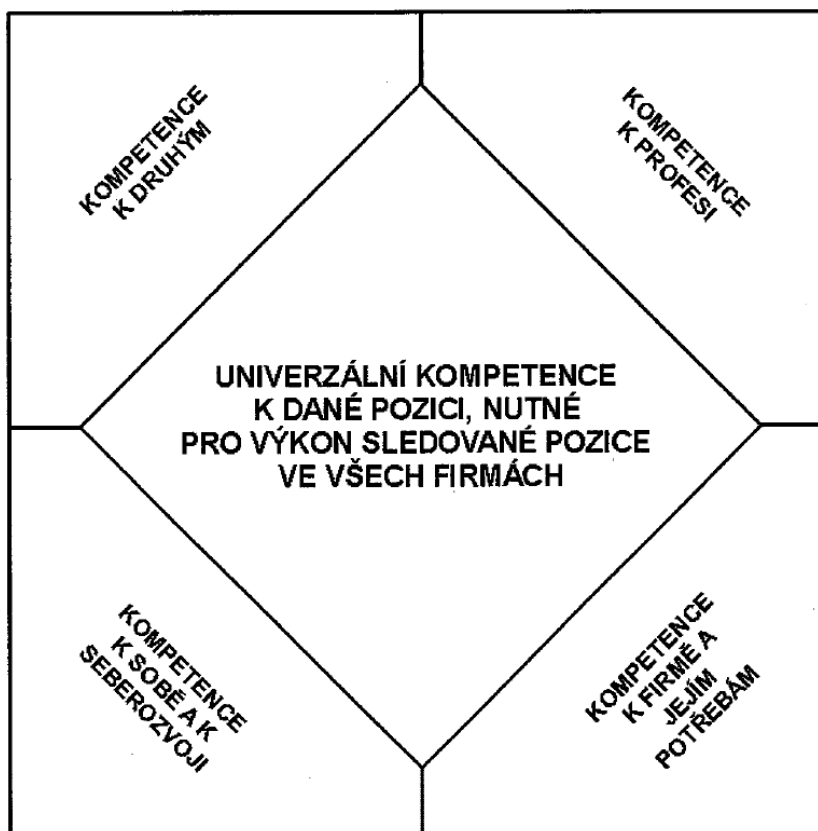 KOMPETENCE
K DRUHÝM
KOMPETENCE
K PROFESI
UNIVERZÁLNÍ KOMPETENCE
K DANÉ POZICI, NUTNÉ
PRO VÝKON SLEDOVANÉ POZICE
VE VŠECH FIRMÁCH
KOMPETENCE
K SOBĚ A K
SEBEROZVOJI
KOMPETENCE
K FIRMĚ A
JEJÍM
POTŘEBÁM